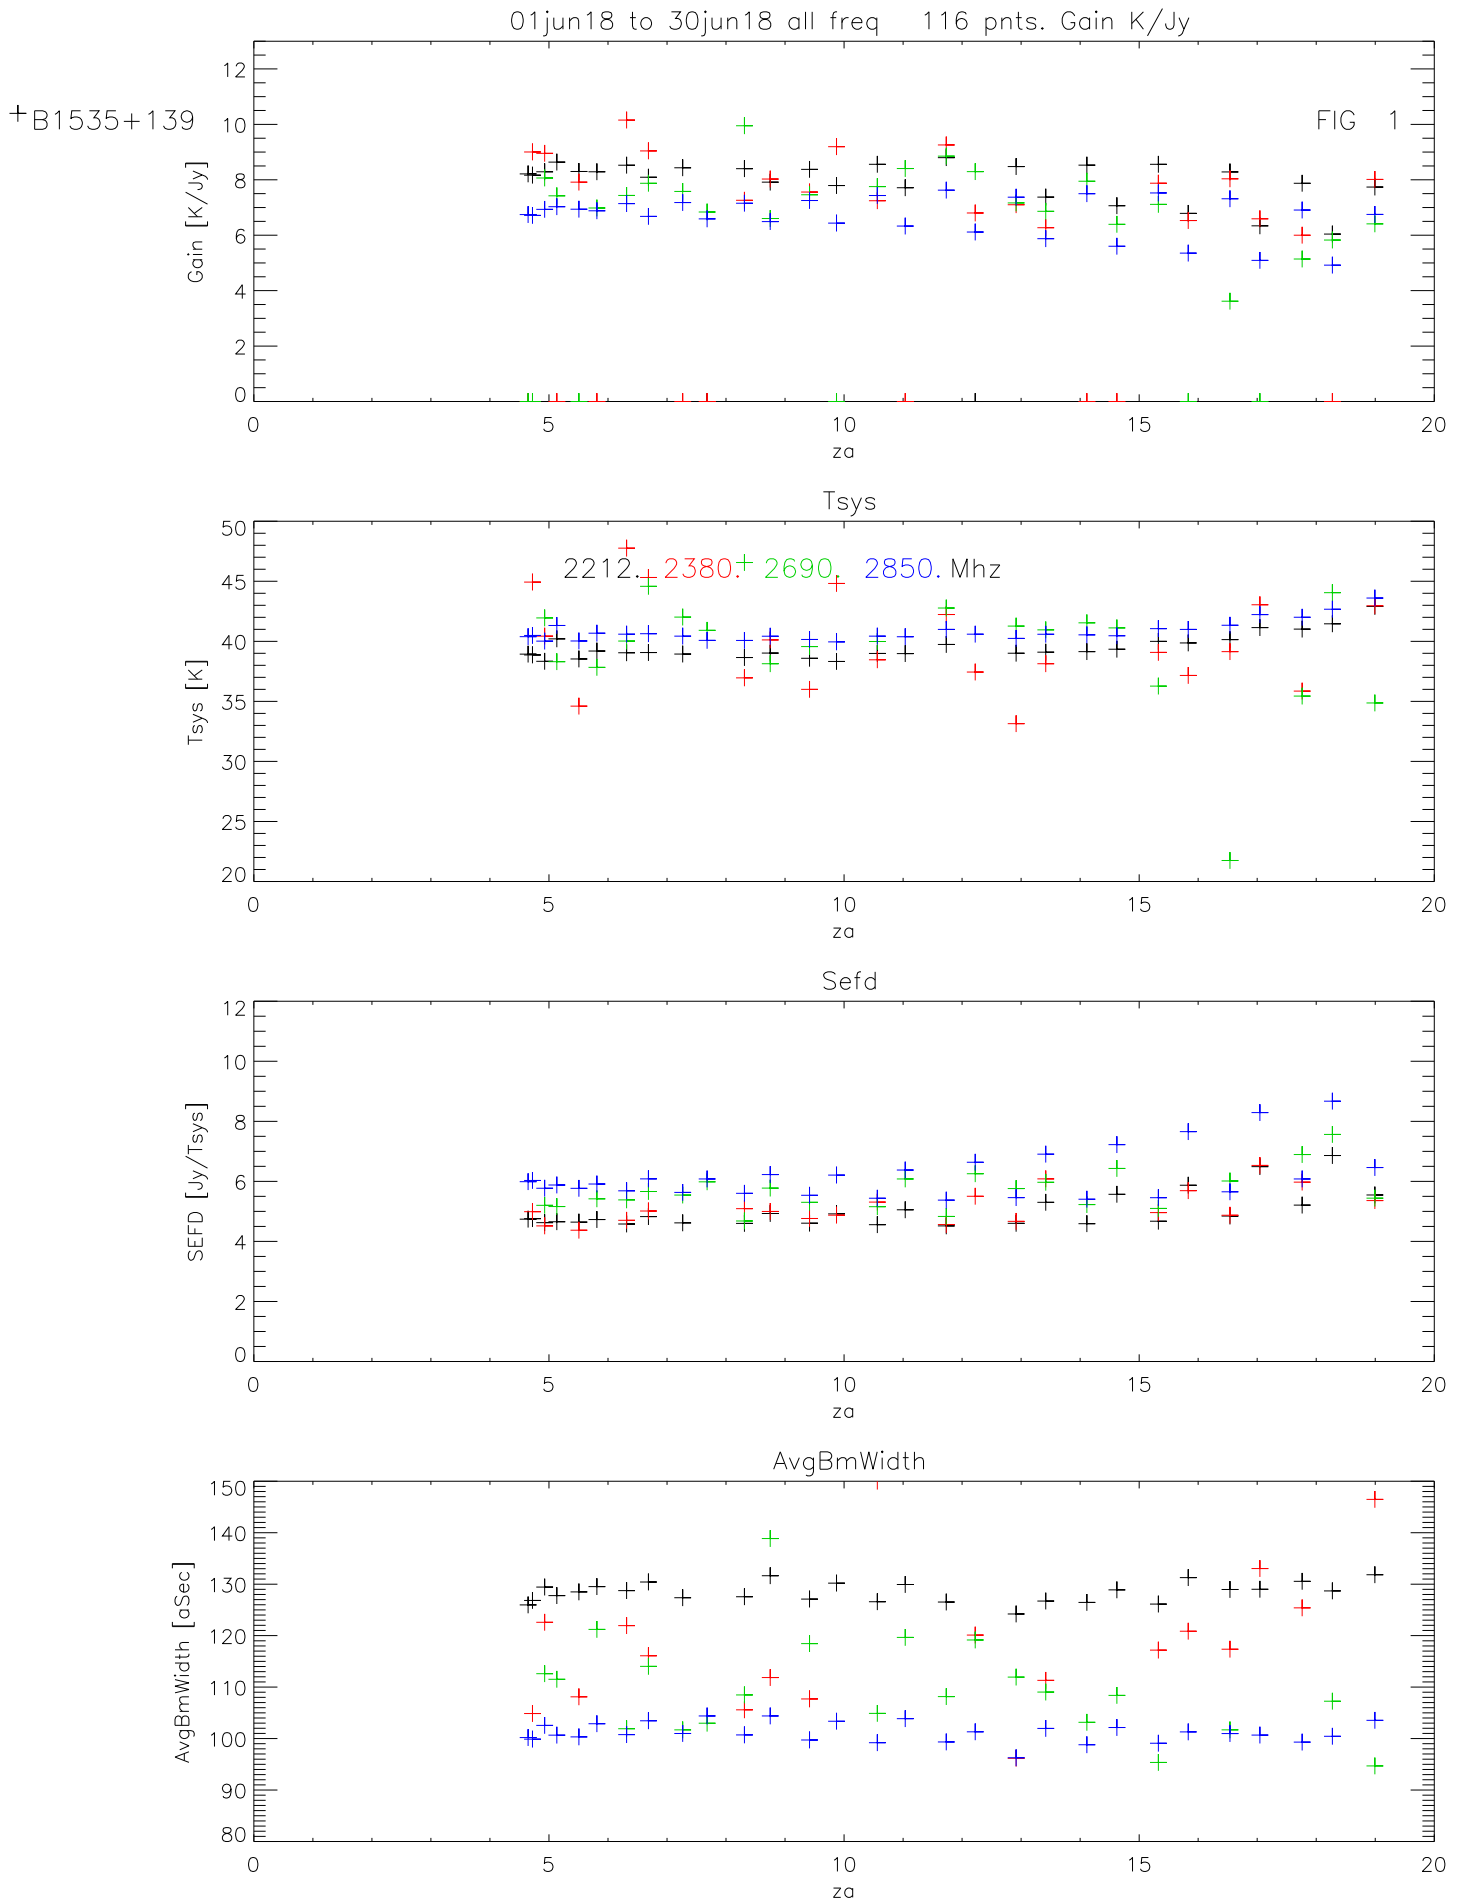 01jun18 to 30jun18 all freq 116 pnts. Gain K/Jy
+B1535+139
FIG 1
Gain [K/Jy]
12
10
8
6
4
2
0
0 5 10 15 20
za
Tsys
2212. 2380. 2690. 2850. Mhz
Tsys [K]
50
45
40
35
30
25
20
0 5 10 15 20
za
Sefd
SEFD [Jy/Tsys]
12
10
8
6
4
2
0
0 5 10 15 20
za
AvgBmWidth
AvgBmWidth [aSec]
150
140
130
120
110
100
90
80
0 5 10 15 20
za